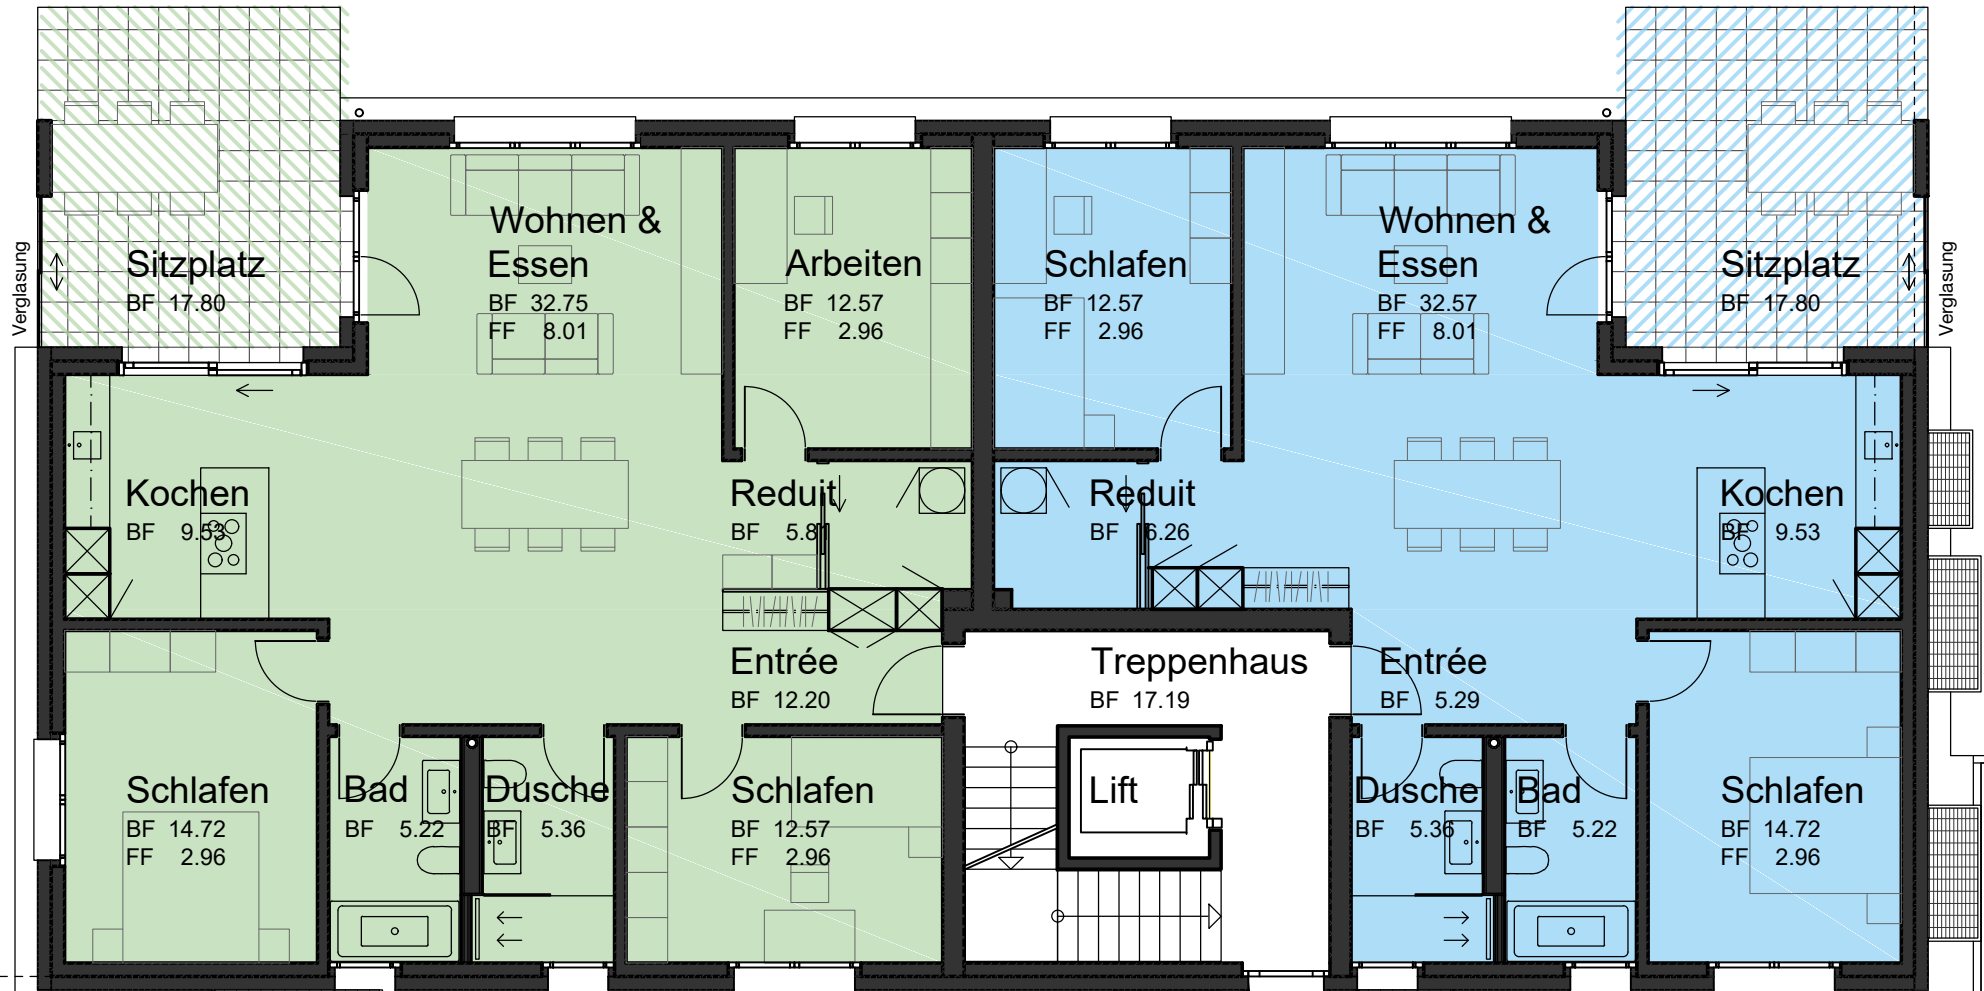 Verglasung
Sitzplatz
BF 17.80
Wohnen &
Essen
BF 32.75
FF 8.01
Arbeiten
BF 12.57
FF 2.96
Schlafen
BF 12.57
FF 2.96
Wohnen &
Essen
BF 32.57
FF 8.01
Sitzplatz
BF 17.80
Verglasung
Kochen
BF 9.53
Reduit
BF 5.8
Reduit
BF 6.26
Kochen
BF 9.53
Entrée
BF 12.20
Treppenhaus
BF 17.19
Entrée
BF 5.29
Schlafen
BF 14.72
FF 2.96
Bad
BF 5.22
Dusche
BF 5.36
Schlafen
BF 12.57
FF 2.96
Lift
Dusche
BF 5.36
Bad
BF 5.22
Schlafen
BF 14.72
FF 2.96